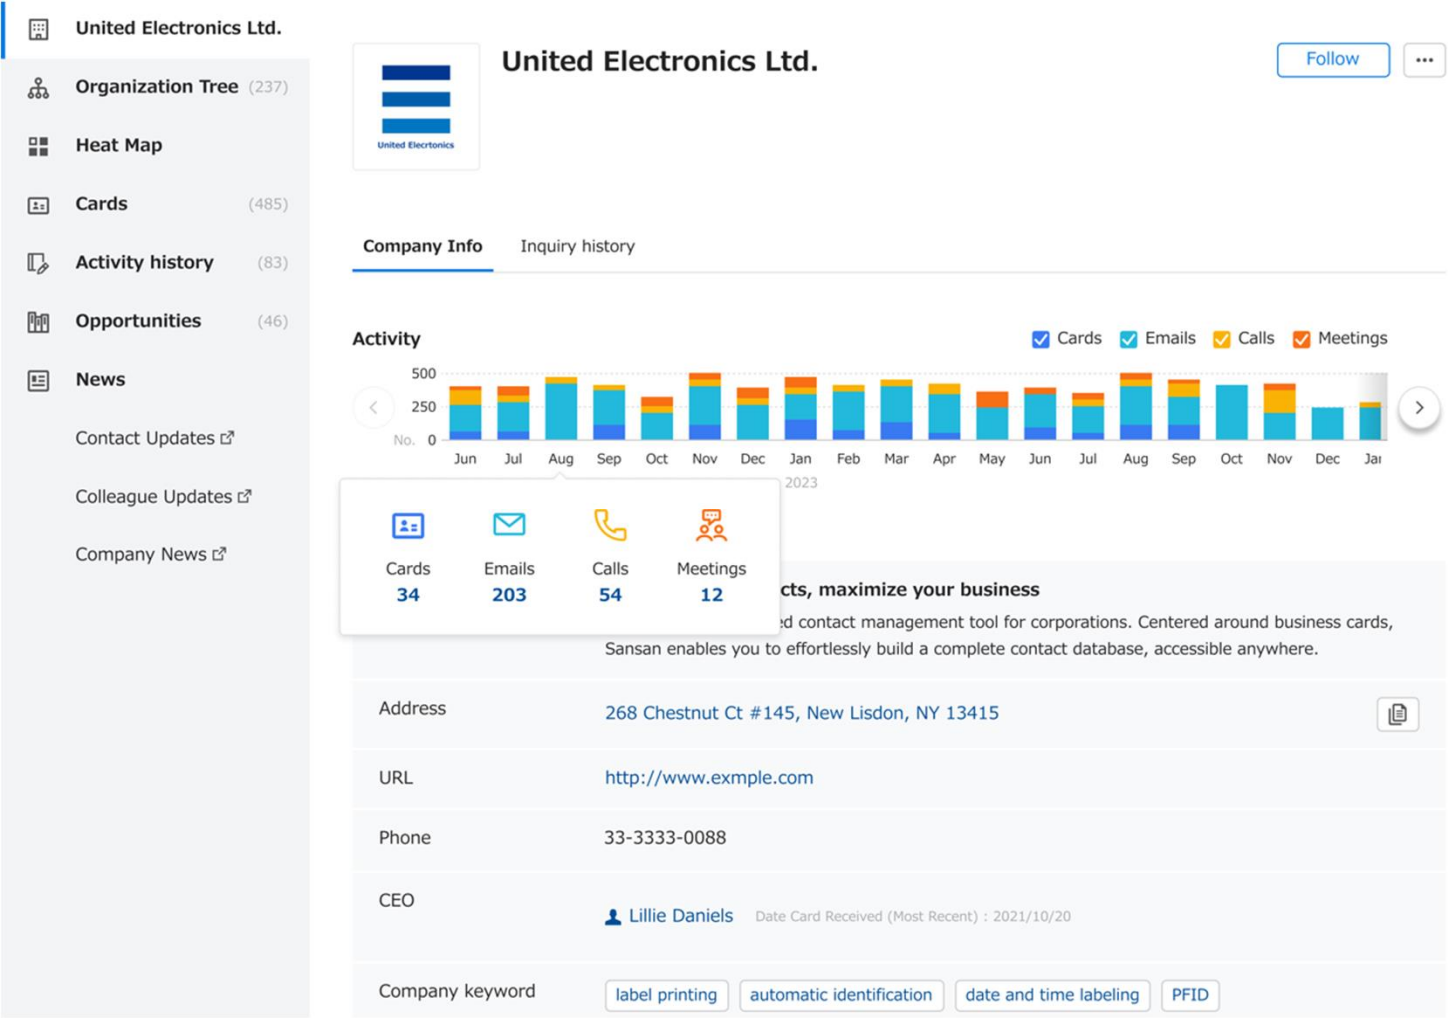 United Electronics Ltd.
Organization Tree (237)
Heat Map
Cards (485)
Activity history (83)
Opportunities (46)
News
Contact Updates
Colleague Updates
Company News
United Elecrtonics
United Electronics Ltd.
Follow
Company Info Inquiry history
Activity
Cards Emails Calls Meetings
500
250
No. 0
Jun Jul Aug Sep Oct Nov Dec Jan Feb Mar Apr May Jun Jul Aug Sep Oct Nov Dec Jan
2023
Cards Emails Calls Meetings
34 203 54 12
cts, maximize your business
ed contact management tool for corporations. Centered around business cards,
Sansan enables you to effortlessly build a complete contact database, accessible anywhere.
Address 268 Chestnut Ct #145, New Lisdon, NY 13415
URL http://www.exmple.com
Phone 33-3333-0088
CEO Lillie Daniels Date Card Received (Most Recent) : 2021/10/20
Company keyword label printing automatic identification date and time labeling PFID